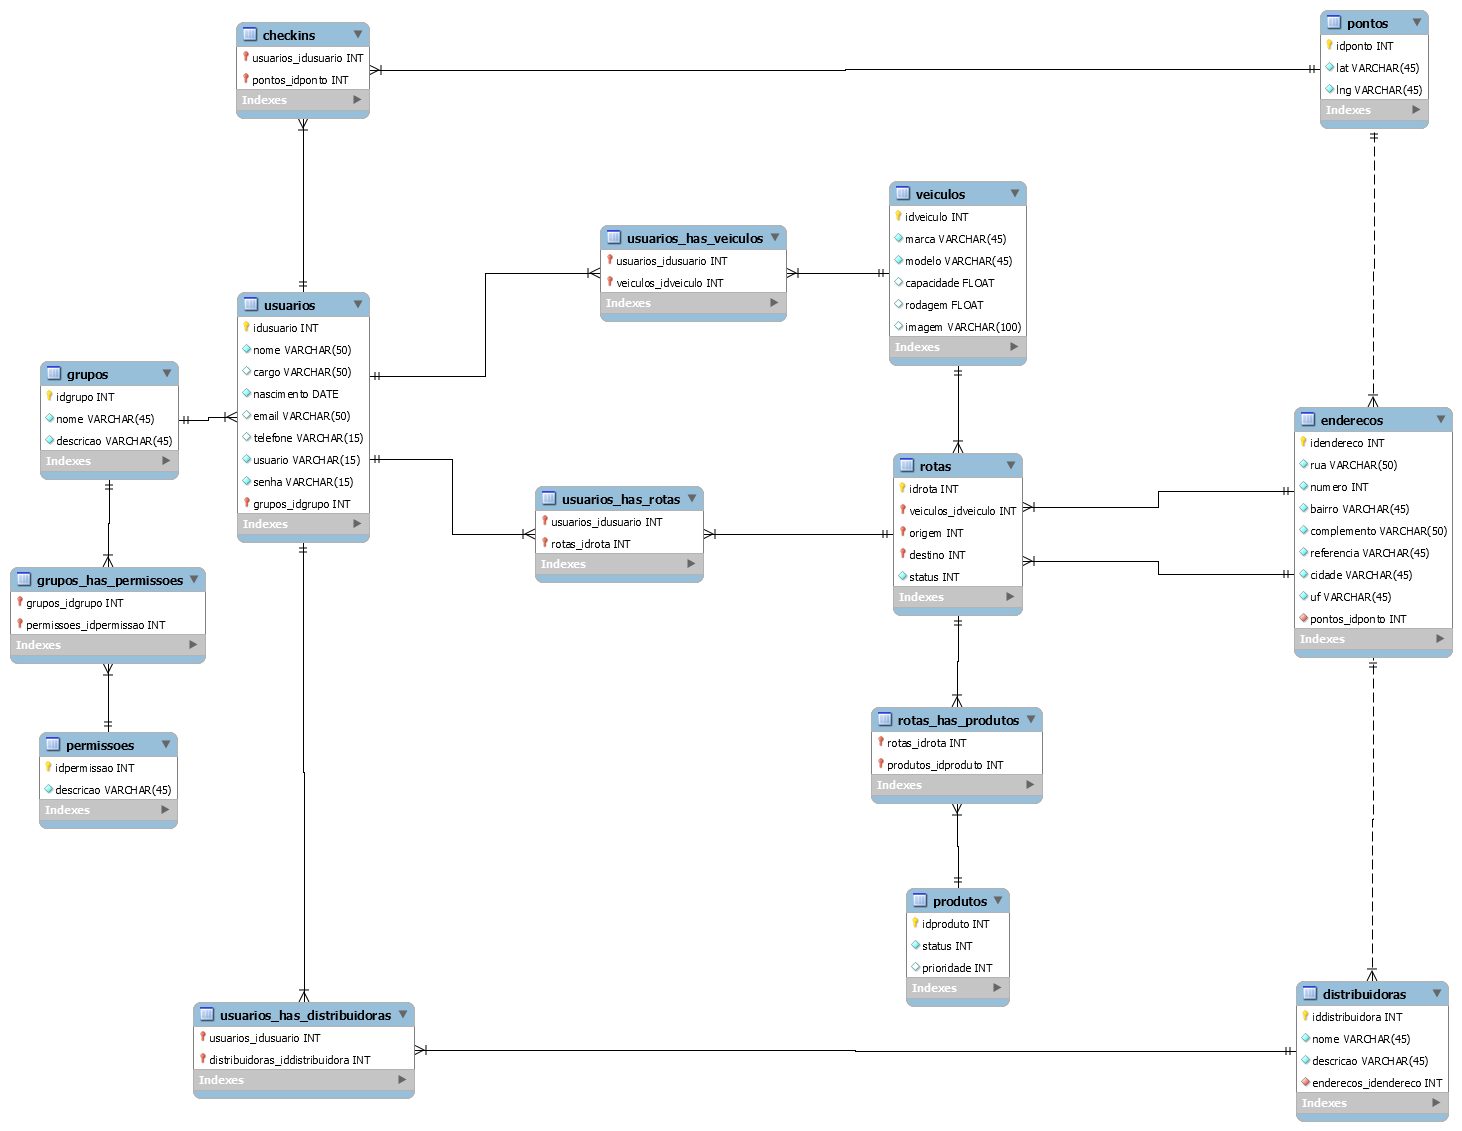 checkins
usuarios_idusuario INT
pontos_idponto INT
Indexes
pontos
idponto INT
lat VARCHAR(45)
lng VARCHAR(45)
Indexes
veiculos
idveiculo INT
marca VARCHAR(45)
modelo VARCHAR(45)
capacidade FLOAT
rodagem FLOAT
imagem VARCHAR(100)
Indexes
usuarios_has_veiculos
usuarios_idusuario INT
veiculos_idveiculo INT
Indexes
usuarios
idusuario INT
nome VARCHAR(50)
cargo VARCHAR(50)
nascimento DATE
email VARCHAR(50)
telefone VARCHAR(15)
usuario VARCHAR(15)
senha VARCHAR(15)
grupos_idgrupo INT
Indexes
grupos
idgrupo INT
nome VARCHAR(45)
descricao VARCHAR(45)
Indexes
enderecos
idendereco INT
rua VARCHAR(50)
numero INT
bairro VARCHAR(45)
complemento VARCHAR(50)
referencia VARCHAR(45)
cidade VARCHAR(45)
uf VARCHAR(45)
pontos_idponto INT
Indexes
rotas
idrota INT
veiculos_idveiculo INT
origem INT
destino INT
status INT
Indexes
usuarios_has_rotas
usuarios_idusuario INT
rotas_idrota INT
Indexes
grupos_has_permissoes
grupos_idgrupo INT
permissoes_idpermissao INT
Indexes
rotas_has_produtos
rotas_idrota INT
produtos_idproduto INT
Indexes
permissoes
idpermissao INT
descricao VARCHAR(45)
Indexes
produtos
idproduto INT
status INT
prioridade INT
Indexes
distribuidoras
iddistribuidora INT
nome VARCHAR(45)
descricao VARCHAR(45)
enderecos_idendereco INT
Indexes
usuarios_has_distribuidoras
usuarios_idusuario INT
distribuidoras_iddistribuidora INT
Indexes